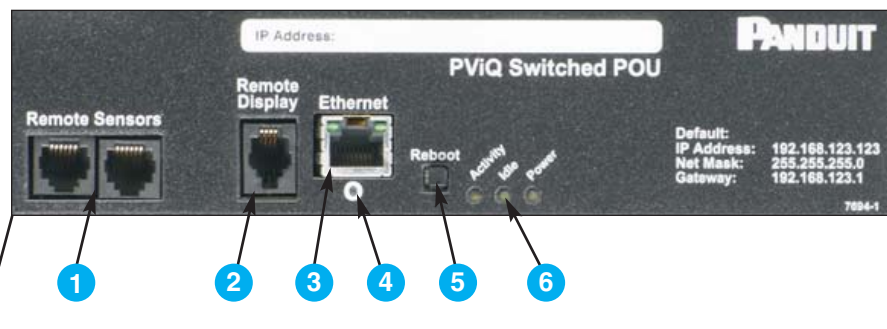 IP Address:
PANDUIT
PViQ Switched POU
Remote
Display
Ethernet
Remote Sensors
Reboot
Activity
Idle
Power
Default:
IP Address: 192.168.123.123
Net Mask: 255.255.255.0
Gateway: 192.168.123.1
7694-1
1
2
3
4
5
6